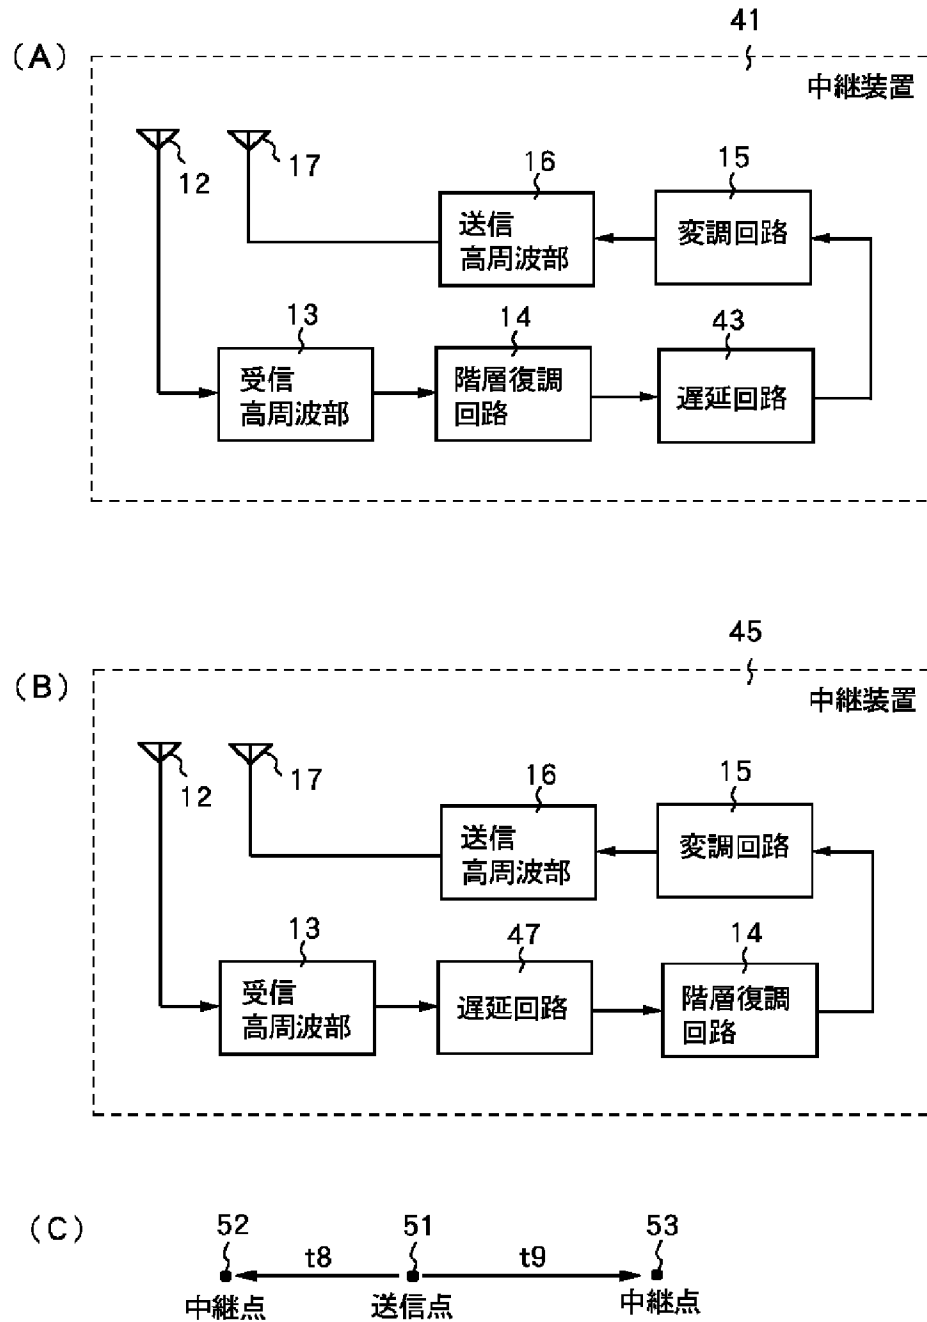 41
(A)
中継装置
12
17
16
15
送信
高周波部
変調回路
13
14
43
受信
高周波部
階層復調
回路
遅延回路
45
(B)
中継装置
12
17
16
15
送信
高周波部
変調回路
13
47
14
受信
高周波部
遅延回路
階層復調
回路
(C)
52
51
53
t8
t9
中継点
送信点
中継点